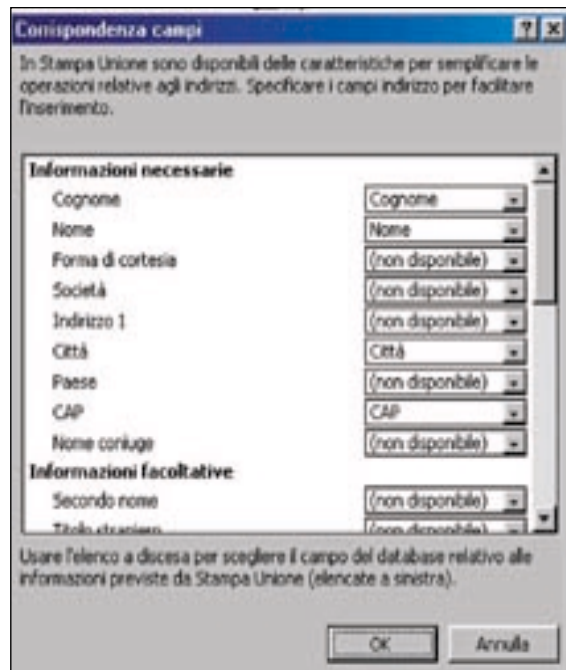 Corrispondenza campi
In Stampa Unione sono disponibili delle caratteristiche per semplificare le
operazioni relative agli indirizzi. Specificare i campi indirizzo per facilitare
l'inserimento.
Informazioni necessarie
Cognome Cognome
Nome Nome
Forma di cortesia (non disponibile)
Società (non disponibile)
Indirizzo 1 (non disponibile)
Città Città
Paese (non disponibile)
CAP CAP
Nome coniuge (non disponibile)
Informazioni facoltative
Secondo nome (non disponibile)
Titolo straniero (non disponibile)
Usare l'elenco a discesa per scegliere il campo del database relativo alle
informazioni previste da Stampa Unione (elencate a sinistra).
OK Annulla